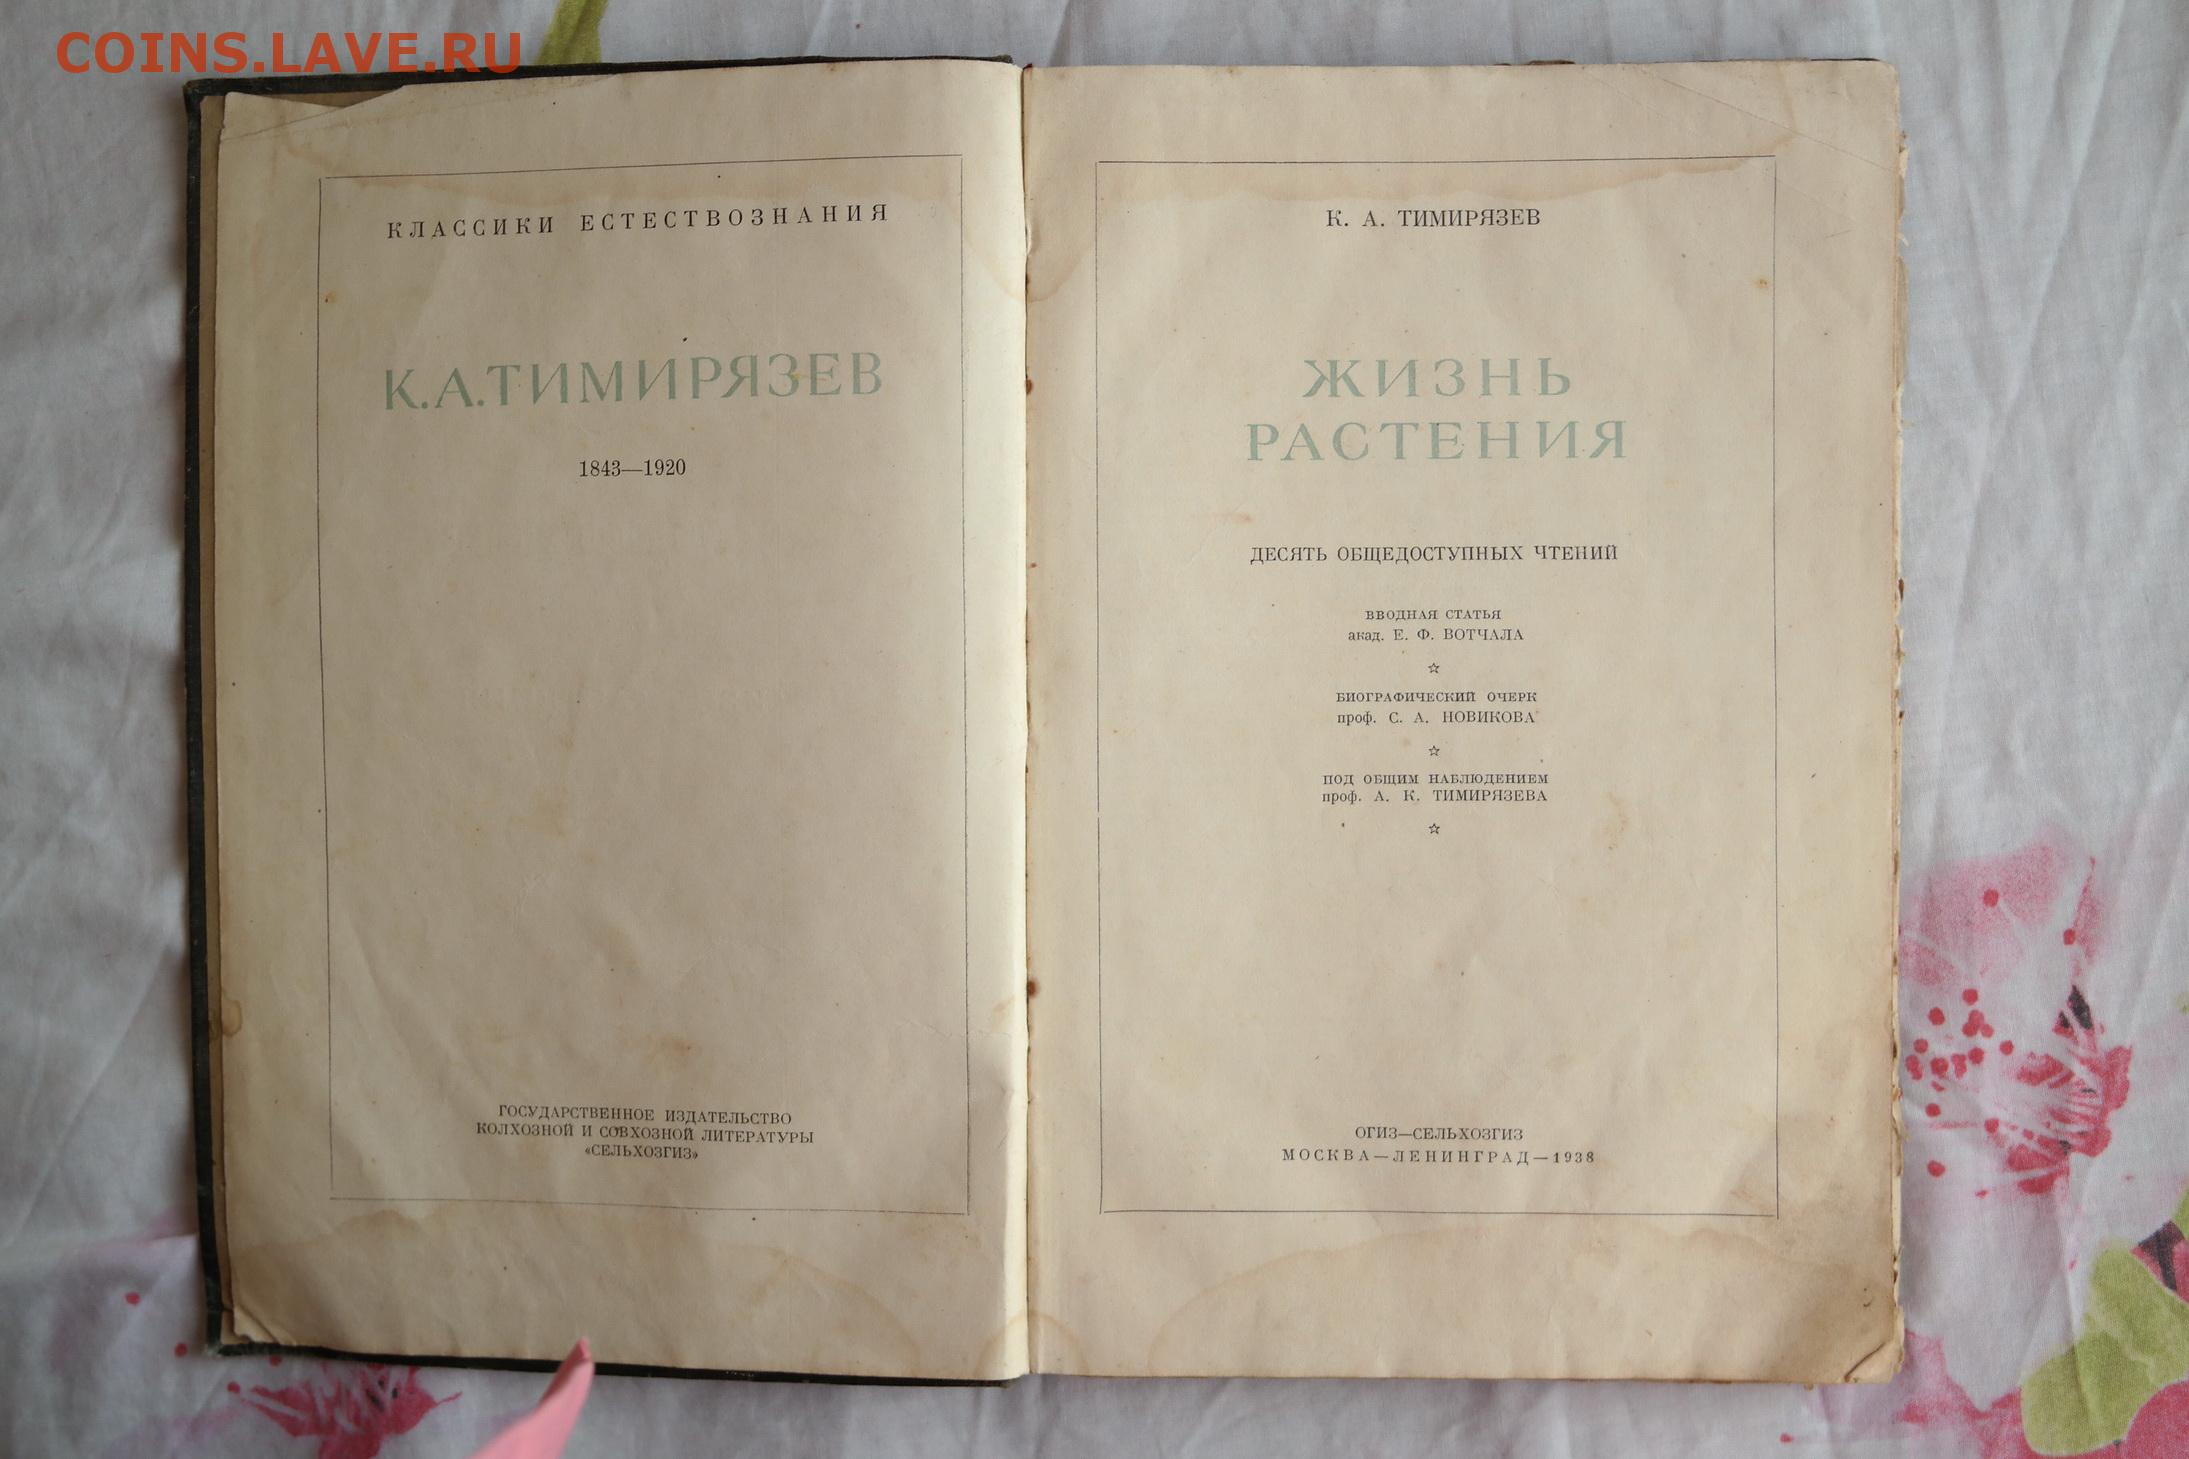 COINS.LAVE.RU
КЛАССИКИ ЕСТЕСТВОЗНАНИЯ
К.А.ТИМИРЯЗЕВ
1843—1920
ГОСУДАРСТВЕННОЕ ИЗДАТЕЛЬСТВО
КОЛХОЗНОЙ И СОВХОЗНОЙ ЛИТЕРАТУРЫ
«СЕЛЬХОЗГИЗ»
К. А. ТИМИРЯЗЕВ
ЖИЗНЬ
РАСТЕНИЯ
ДЕСЯТЬ ОБЩЕДОСТУПНЫХ ЧТЕНИЙ
ВВОДНАЯ СТАТЬЯ
акад. Е. Ф. ВОТЧАЛА
БИОГРАФИЧЕСКИЙ ОЧЕРК
проф. С. А. НОВИКОВА
ПОД ОБЩИМ НАБЛЮДЕНИЕМ
проф. А. К. ТИМИРЯЗЕВА
ОГИЗ—СЕЛЬХОЗГИЗ
МОСКВА—ЛЕНИНГРАД—1938